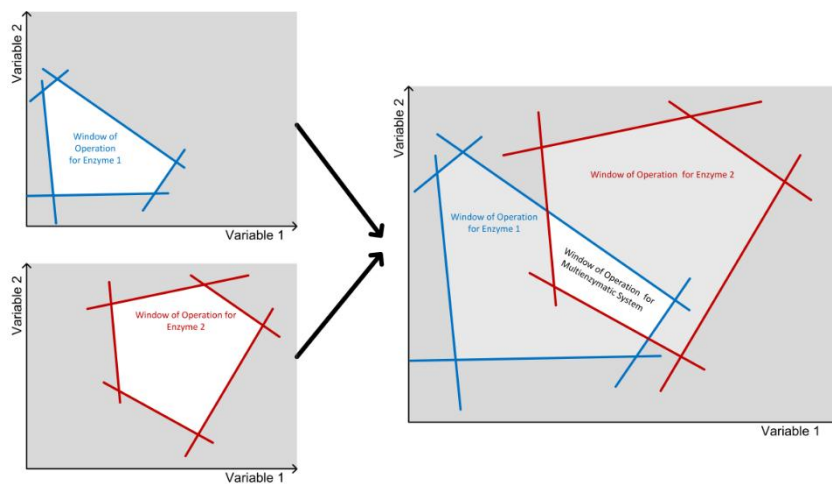 Variable 2
Window of
Operation
for Enzyme 1
Variable 1
Variable 2
Window of Operation for
Enzyme 2
Variable 1
Variable 2
Window of Operation for Enzyme 2
Window of Operation
for Enzyme 1
Window of Operation for
Multienzymatic System
Variable 1